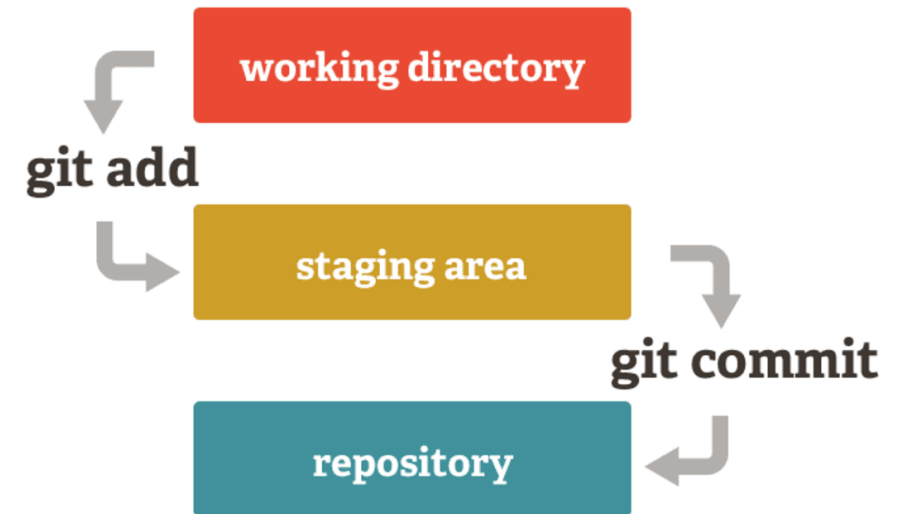 working directory
git add
staging area
git commit
repository